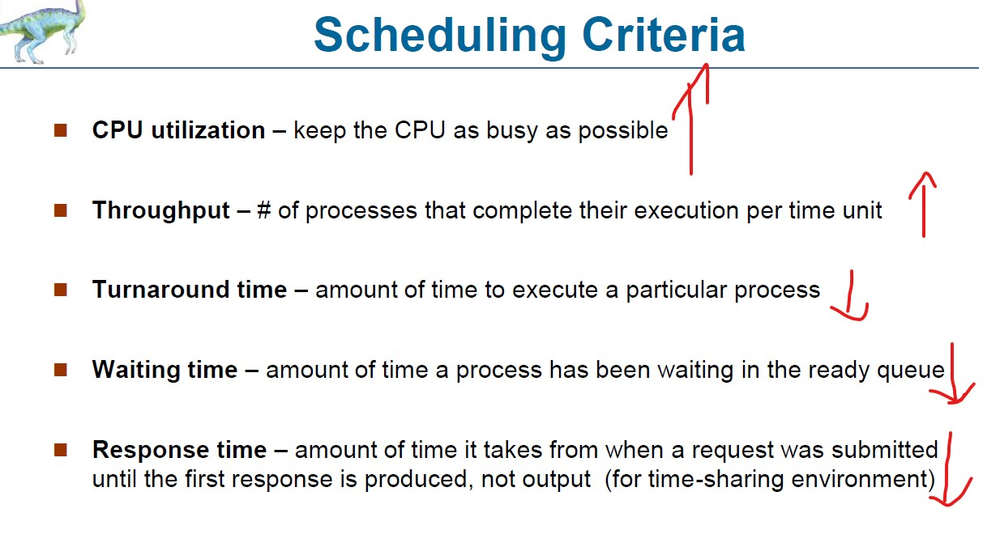 Scheduling Criteria
CPU utilization – keep the CPU as busy as possible
Throughput – # of processes that complete their execution per time unit
Turnaround time – amount of time to execute a particular process
Waiting time – amount of time a process has been waiting in the ready queue
Response time – amount of time it takes from when a request was submitted
until the first response is produced, not output (for time-sharing environment)